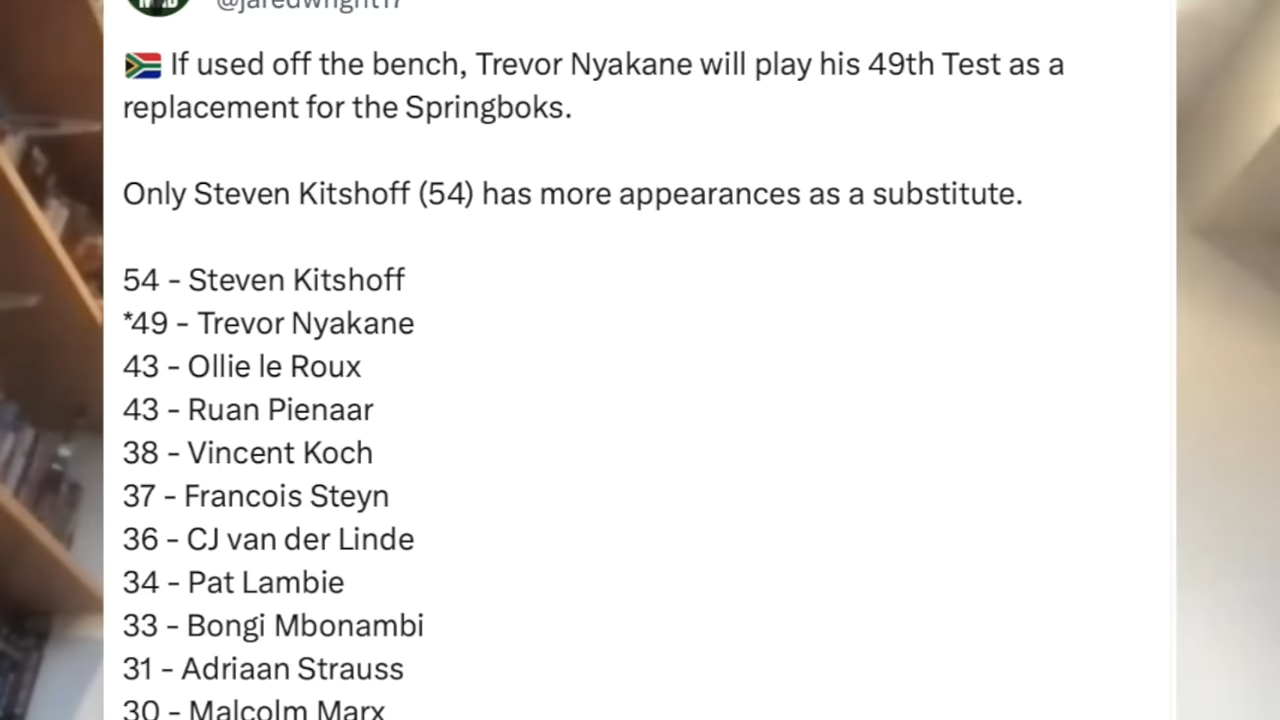 @jaredwright17
🇿🇦 If used off the bench, Trevor Nyakane will play his 49th Test as a
replacement for the Springboks.
Only Steven Kitshoff (54) has more appearances as a substitute.
54 - Steven Kitshoff
*49 - Trevor Nyakane
43 - Ollie le Roux
43 - Ruan Pienaar
38 - Vincent Koch
37 - Francois Steyn
36 - CJ van der Linde
34 - Pat Lambie
33 - Bongi Mbonambi
31 - Adriaan Strauss
30 - Malcolm Marx